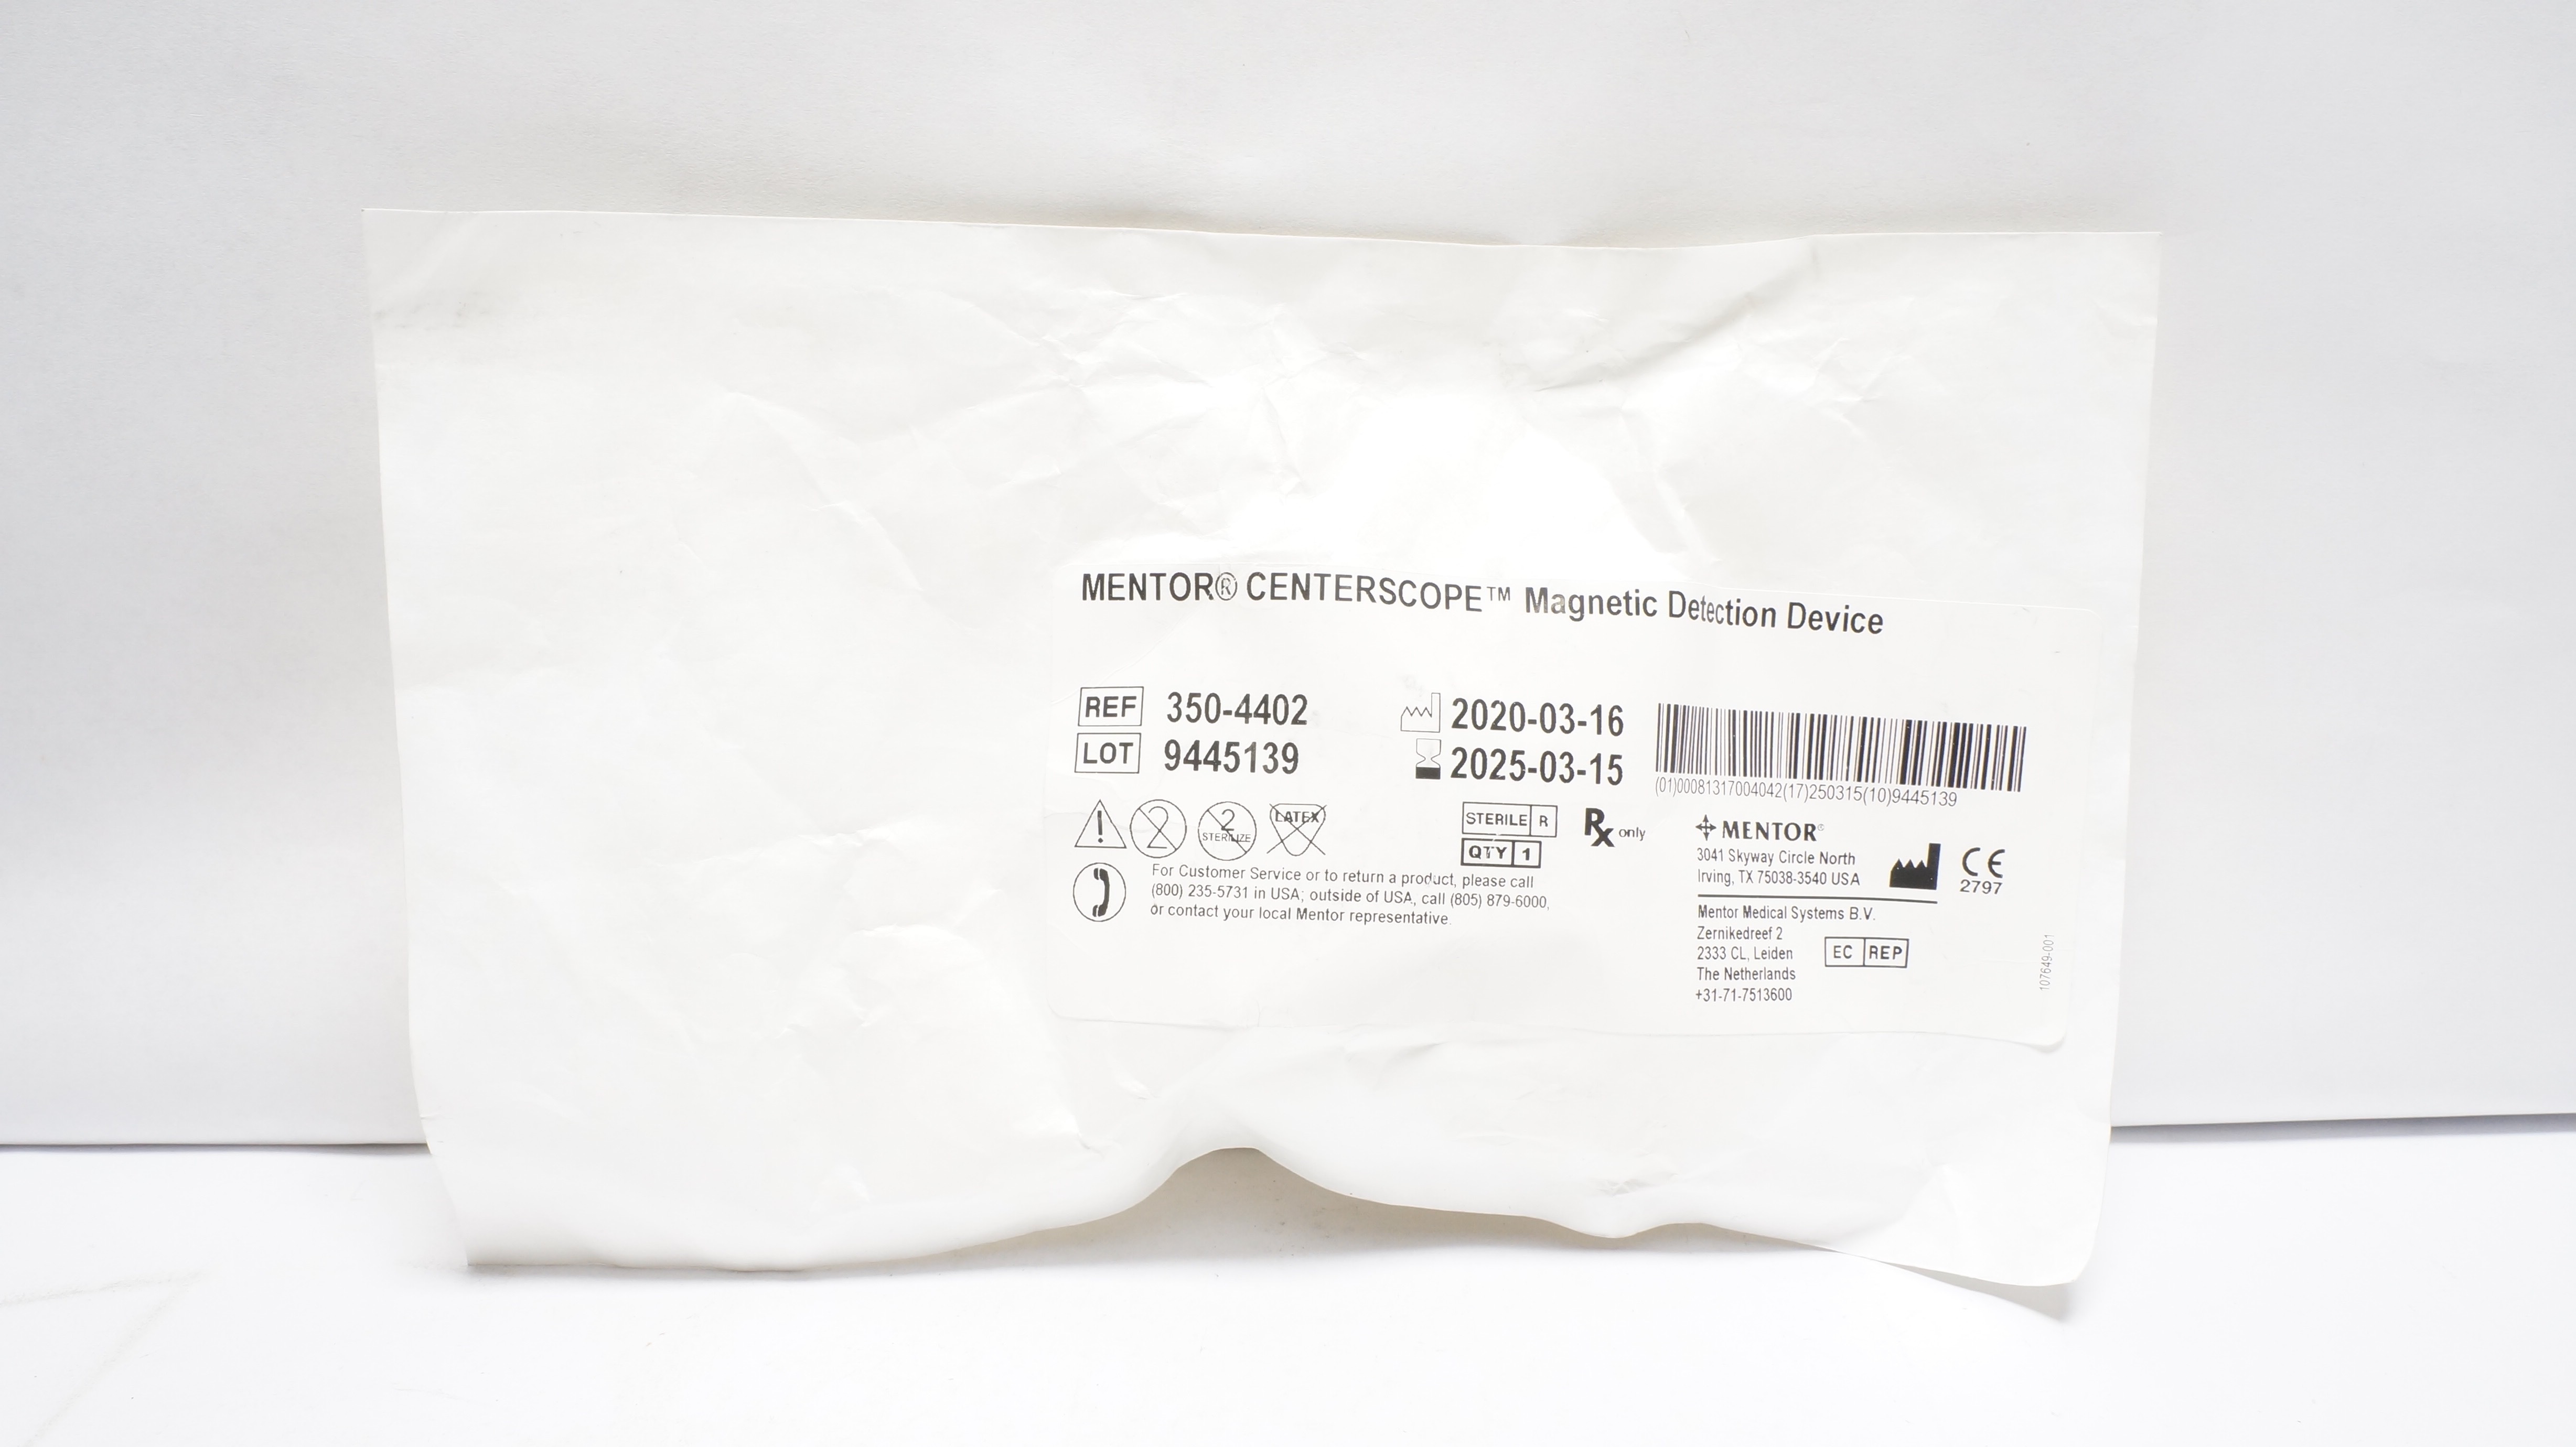 MENTOR® CENTERSCOPE™ Magnetic Detection Device
REF 350-4402
LOT 9445139
2020-03-16
2025-03-15
(01)00081317004042(17)250315(10)9445139
2
2 STERILIZE
LATEX
STERILE R
QTY 1
Rx only
For Customer Service or to return a product, please call
(800) 235-5731 in USA; outside of USA, call (805) 879-6000,
or contact your local Mentor representative.
MENTOR®
3041 Skyway Circle North
Irving, TX 75038-3540 USA
CE
2797
Mentor Medical Systems B.V.
Zernikedreef 2
2333 CL, Leiden
The Netherlands
+31-71-7513600
EC REP
107649-001